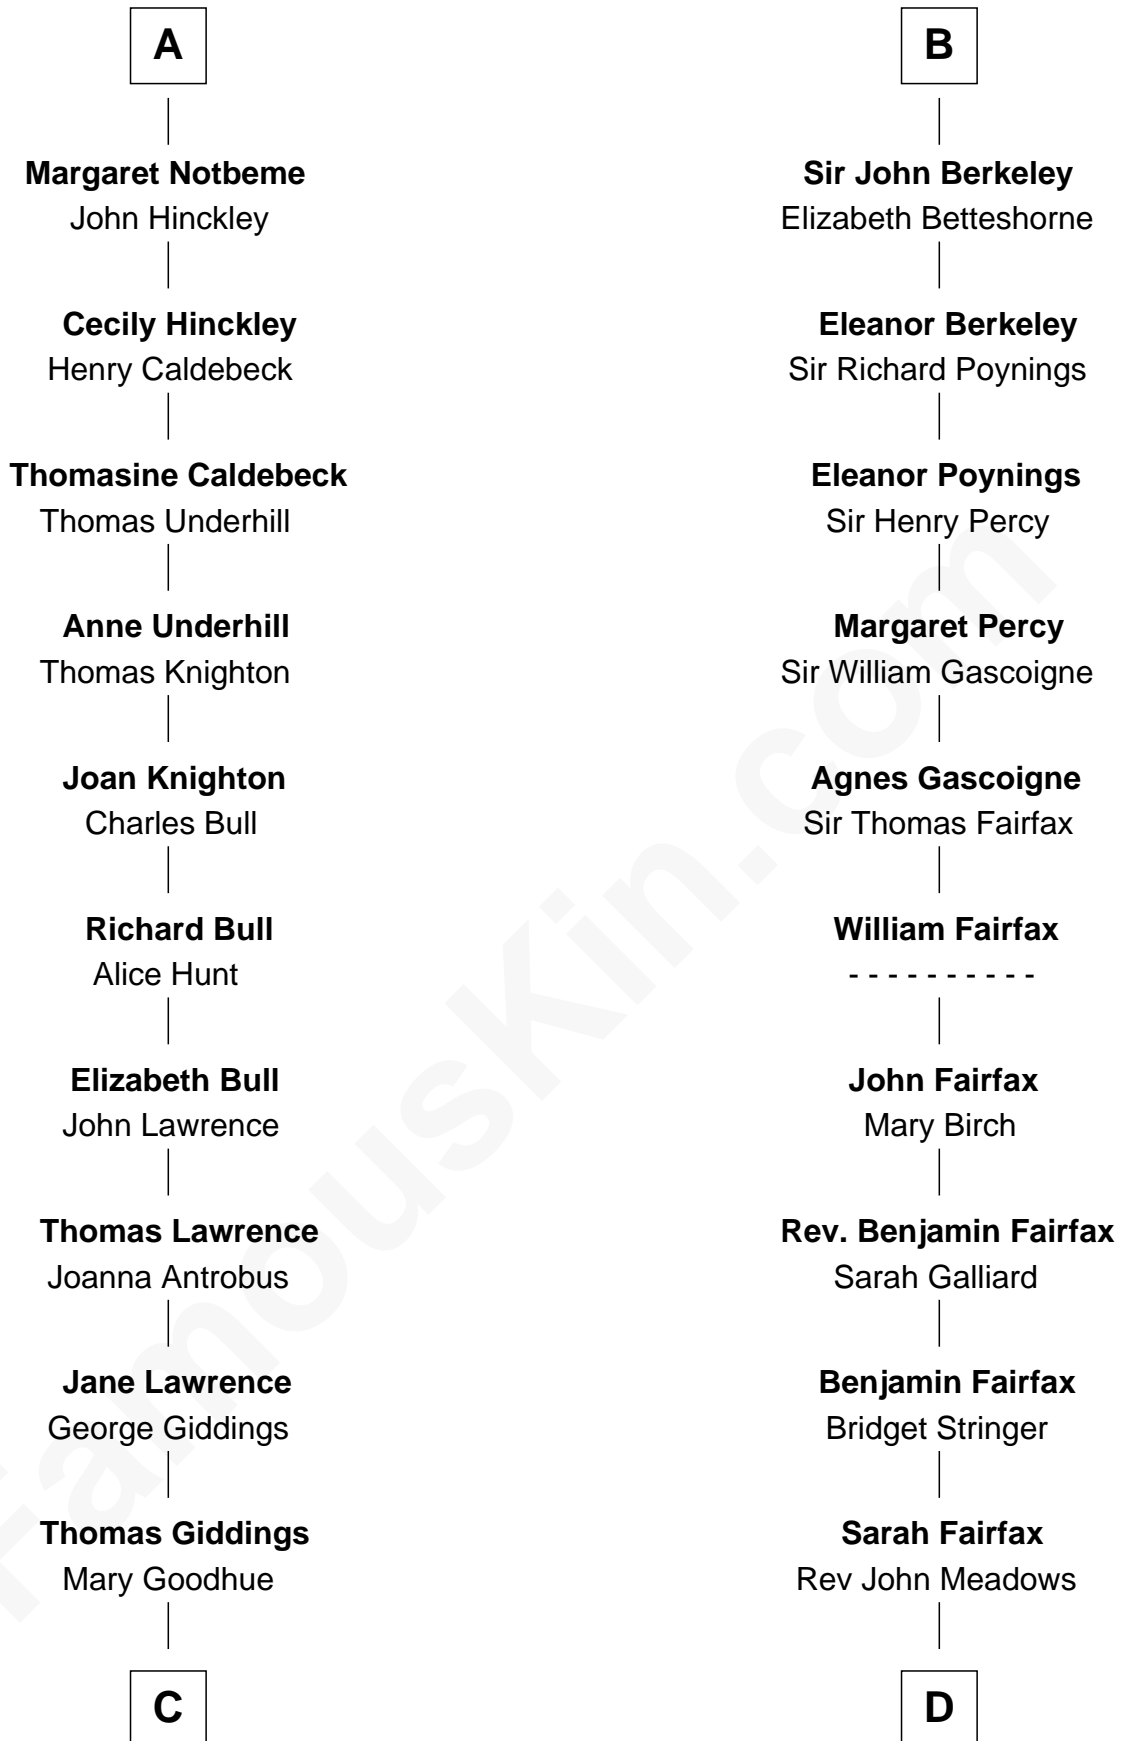 A
Margaret Notbeme
John Hinckley
Cecily Hinckley
Henry Caldebeck
Thomasine Caldebeck
Thomas Underhill
Anne Underhill
Thomas Knighton
Joan Knighton
Charles Bull
Richard Bull
Alice Hunt
Elizabeth Bull
John Lawrence
Thomas Lawrence
Joanna Antrobus
Jane Lawrence
George Giddings
Thomas Giddings
Mary Goodhue
C
B
Sir John Berkeley
Elizabeth Betteshorne
Eleanor Berkeley
Sir Richard Poynings
Eleanor Poynings
Sir Henry Percy
Margaret Percy
Sir William Gascoigne
Agnes Gascoigne
Sir Thomas Fairfax
William Fairfax
- - - - - - - - - -
John Fairfax
Mary Birch
Rev. Benjamin Fairfax
Sarah Galliard
Benjamin Fairfax
Bridget Stringer
Sarah Fairfax
Rev John Meadows
D
FamousKin.com